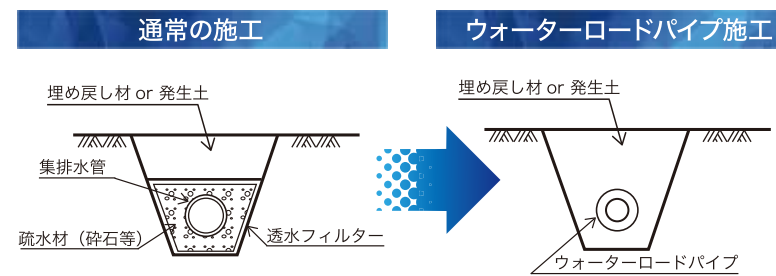 通常の施工
ウォーターロードパイプ施工
埋め戻し材 or 発生土
集排水管
疏水材（砕石等）
透水フィルター
埋め戻し材 or 発生土
ウォーターロードパイプ